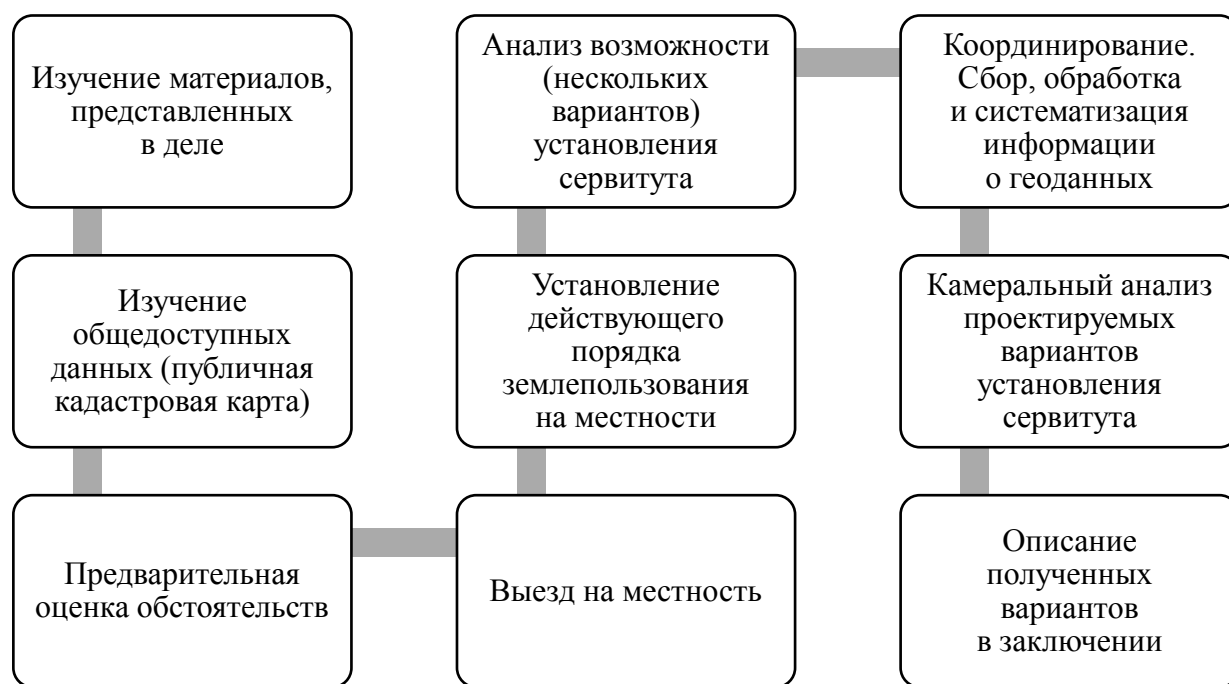 Изучение материалов,
представленных
в деле
Изучение
общедоступных
данных (публичная
кадастровая карта)
Предварительная
оценка обстоятельств
Выезд на местность
Установление
действующего
порядка
землепользования
на местности
Анализ возможности
(нескольких
вариантов)
установления
сервитута
Координирование.
Сбор, обработка
и систематизация
информации
о геоданных
Камеральный анализ
проектируемых
вариантов
установления
сервитута
Описание
полученных
вариантов
в заключении